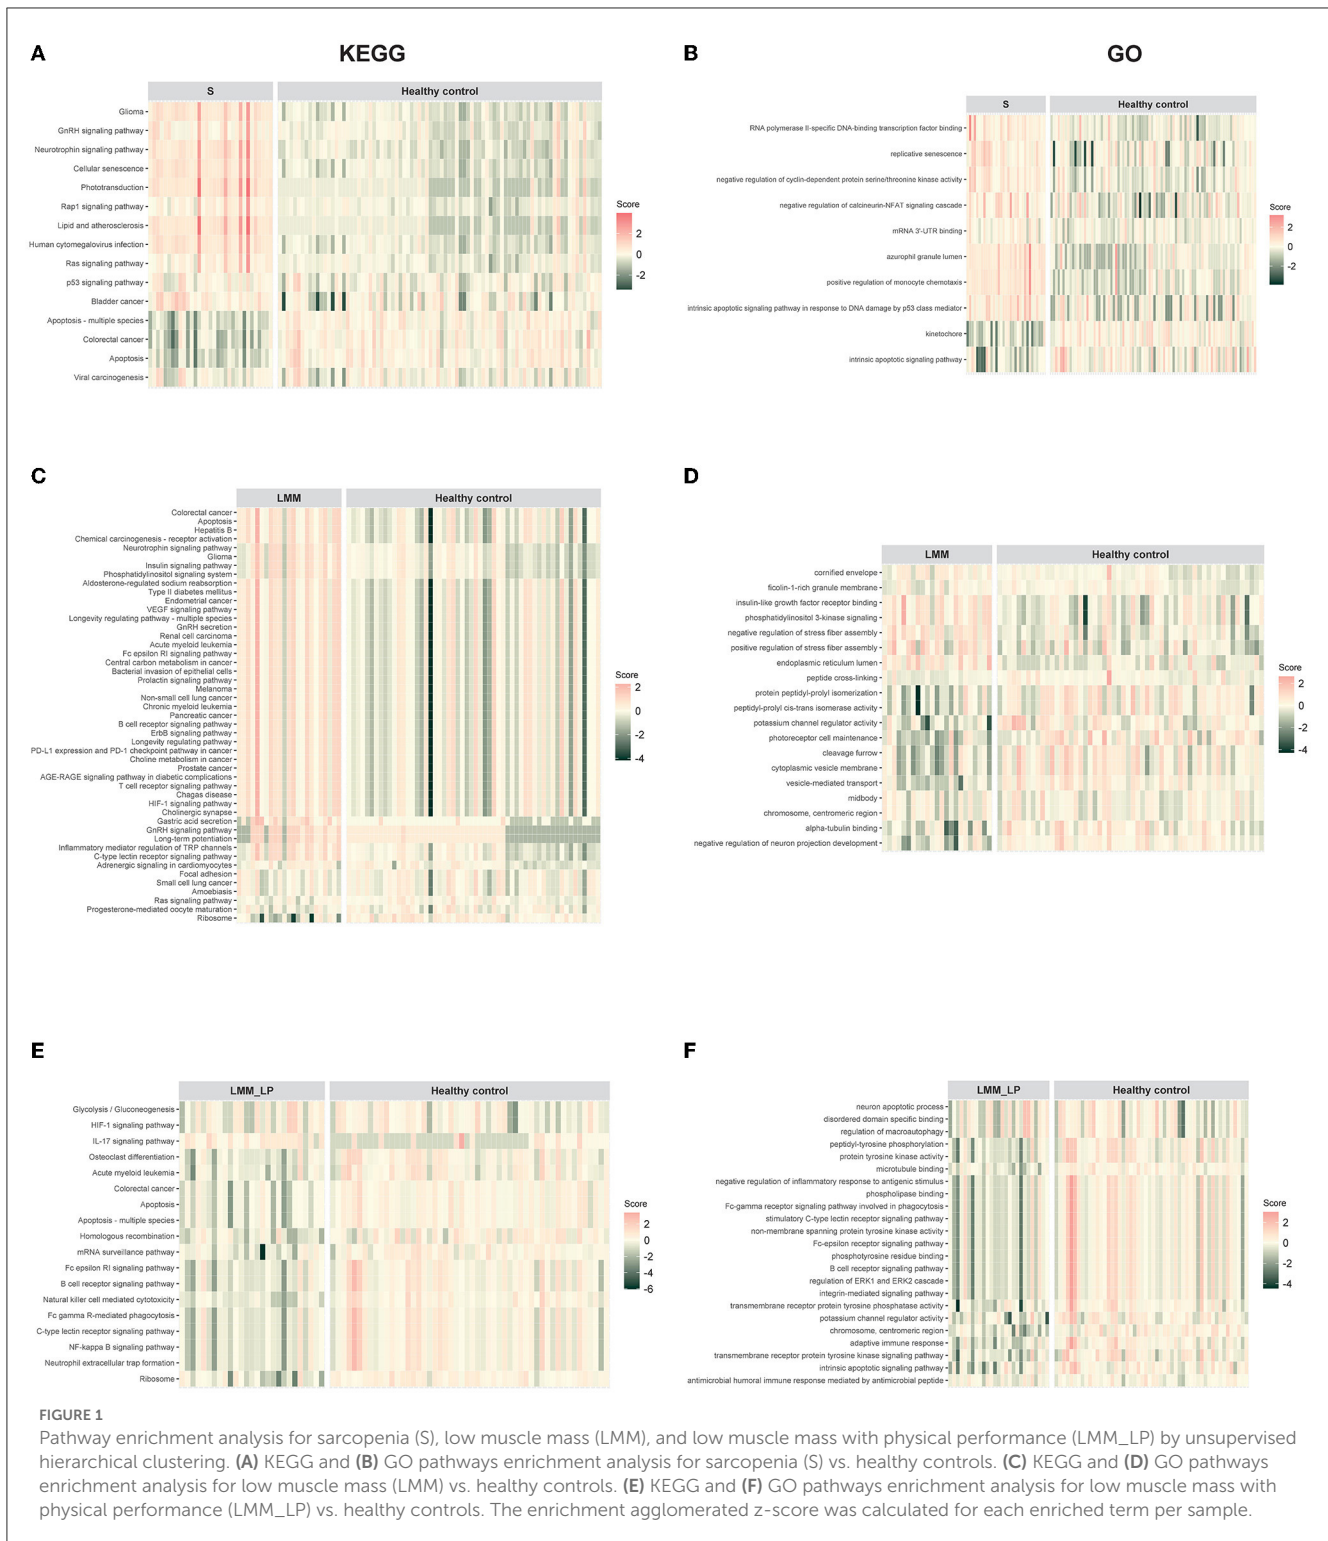 A
KEGG
S
Healthy control
Glioma
GnRH signaling pathway
Neurotrophin signaling pathway
Cellular senescence
Phototransduction
Rap1 signaling pathway
Lipid and atherosclerosis
Human cytomegalovirus infection
Ras signaling pathway
p53 signaling pathway
Bladder cancer
Apoptosis - multiple species
Colorectal cancer
Apoptosis
Viral carcinogenesis
Score
2
0
-2
B
GO
S
Healthy control
RNA polymerase II-specific DNA-binding transcription factor binding
replicative senescence
negative regulation of cyclin-dependent protein serine/threonine kinase activity
negative regulation of calcineurin-NFAT signaling cascade
mRNA 3'-UTR binding
azurophil granule lumen
positive regulation of monocyte chemotaxis
intrinsic apoptotic signaling pathway in response to DNA damage by p53 class mediator
kinetochore
intrinsic apoptotic signaling pathway
Score
2
0
-2
C
LMM
Healthy control
Colorectal cancer
Apoptosis
Hepatitis B
Chemical carcinogenesis - receptor activation
Neurotrophin signaling pathway
Glioma
Insulin signaling pathway
Phosphatidylinositol signaling system
Aldosterone-regulated sodium reabsorption
Type II diabetes mellitus
Endometrial cancer
VEGF signaling pathway
Longevity regulating pathway - multiple species
GnRH secretion
Renal cell carcinoma
Acute myeloid leukemia
Fc epsilon RI signaling pathway
Central carbon metabolism in cancer
Bacterial invasion of epithelial cells
Prolactin signaling pathway
Melanoma
Non-small cell lung cancer
Chronic myeloid leukemia
Pancreatic cancer
B cell receptor signaling pathway
ErbB signaling pathway
Longevity regulating pathway
PD-L1 expression and PD-1 checkpoint pathway in cancer
Choline metabolism in cancer
Prostate cancer
AGE-RAGE signaling pathway in diabetic complications
T cell receptor signaling pathway
Chagas disease
HIF-1 signaling pathway
Cholinergic synapse
Gastric acid secretion
GnRH signaling pathway
Long-term potentiation
Inflammatory mediator regulation of TRP channels
C-type lectin receptor signaling pathway
Adrenergic signaling in cardiomyocytes
Focal adhesion
Small cell lung cancer
Amoebiasis
Ras signaling pathway
Progesterone-mediated oocyte maturation
Ribosome
Score
2
0
-2
-4
D
LMM
Healthy control
cornified envelope
ficolin-1-rich granule membrane
insulin-like growth factor receptor binding
phosphatidylinositol 3-kinase signaling
negative regulation of stress fiber assembly
positive regulation of stress fiber assembly
endoplasmic reticulum lumen
peptide cross-linking
protein peptidyl-prolyl isomerization
peptidyl-prolyl cis-trans isomerase activity
potassium channel regulator activity
photoreceptor cell maintenance
cleavage furrow
cytoplasmic vesicle membrane
vesicle-mediated transport
midbody
chromosome, centromeric region
alpha-tubulin binding
negative regulation of neuron projection development
Score
2
0
-2
-4
E
LMM_LP
Healthy control
Glycolysis / Gluconeogenesis
HIF-1 signaling pathway
IL-17 signaling pathway
Osteoclast differentiation
Acute myeloid leukemia
Colorectal cancer
Apoptosis
Apoptosis - multiple species
Homologous recombination
mRNA surveillance pathway
Fc epsilon RI signaling pathway
B cell receptor signaling pathway
Natural killer cell mediated cytotoxicity
Fc gamma R-mediated phagocytosis
C-type lectin receptor signaling pathway
NF-kappa B signaling pathway
Neutrophil extracellular trap formation
Ribosome
Score
2
0
-2
-4
-6
F
LMM_LP
Healthy control
neuron apoptotic process
disordered domain specific binding
regulation of macroautophagy
peptidyl-tyrosine phosphorylation
protein tyrosine kinase activity
microtubule binding
negative regulation of inflammatory response to antigenic stimulus
phospholipase binding
Fc-gamma receptor signaling pathway involved in phagocytosis
stimulatory C-type lectin receptor signaling pathway
non-membrane spanning protein tyrosine kinase activity
Fc-epsilon receptor signaling pathway
phosphotyrosine residue binding
B cell receptor signaling pathway
regulation of ERK1 and ERK2 cascade
integrin-mediated signaling pathway
transmembrane receptor protein tyrosine phosphatase activity
potassium channel regulator activity
chromosome, centromeric region
adaptive immune response
transmembrane receptor protein tyrosine kinase signaling pathway
intrinsic apoptotic signaling pathway
antimicrobial humoral immune response mediated by antimicrobial peptide
Score
2
0
-2
-4
FIGURE 1
Pathway enrichment analysis for sarcopenia (S), low muscle mass (LMM), and low muscle mass with physical performance (LMM_LP) by unsupervised
hierarchical clustering. (A) KEGG and (B) GO pathways enrichment analysis for sarcopenia (S) vs. healthy controls. (C) KEGG and (D) GO pathways
enrichment analysis for low muscle mass (LMM) vs. healthy controls. (E) KEGG and (F) GO pathways enrichment analysis for low muscle mass with
physical performance (LMM_LP) vs. healthy controls. The enrichment agglomerated z-score was calculated for each enriched term per sample.